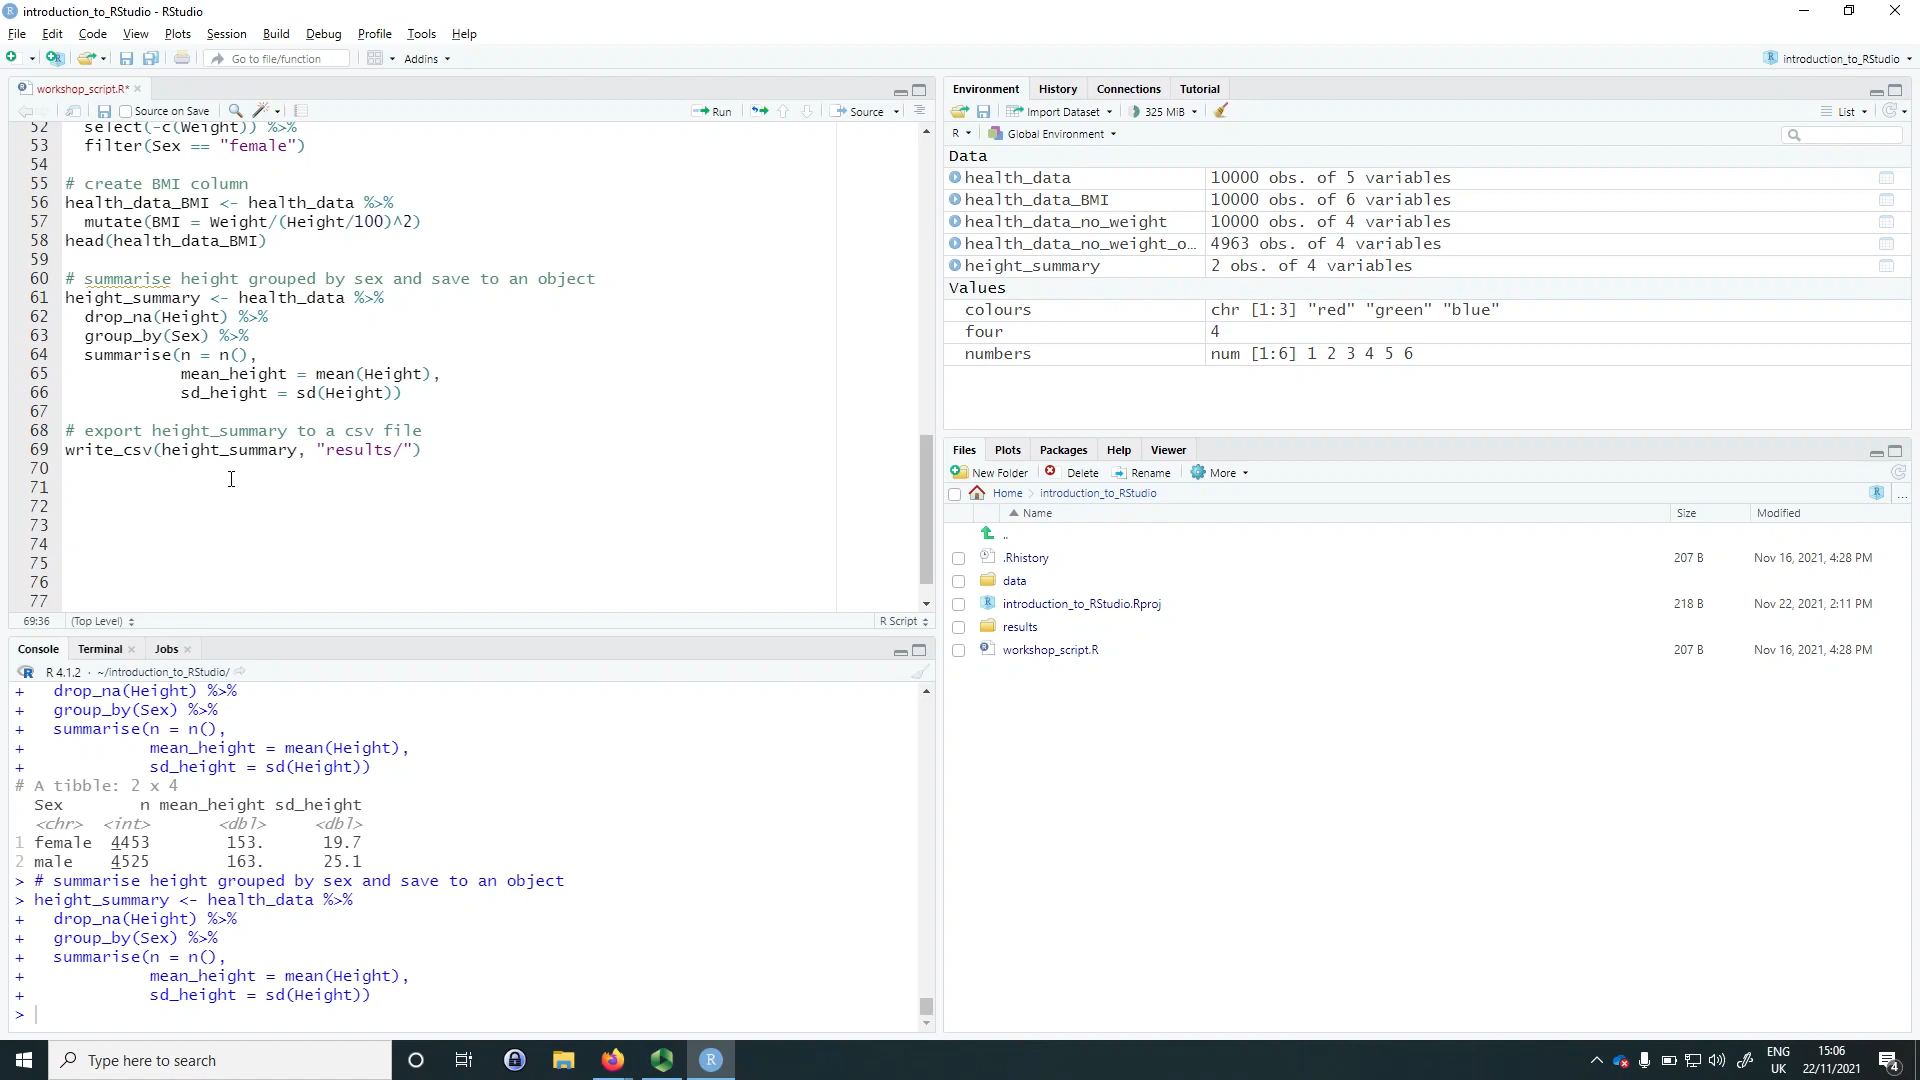 introduction_to_RStudio - RStudio
File Edit Code View Plots Session Build Debug Profile Tools Help
Go to file/function Addins introduction_to_RStudio
workshop_script.R*
Source on Save Run Source
52 select(-c(Weight)) %>%
53 filter(Sex == "female")
54
55 # create BMI column
56 health_data_BMI <- health_data %>%
57 mutate(BMI = Weight/(Height/100)^2)
58 head(health_data_BMI)
59
60 # summarise height grouped by sex and save to an object
61 height_summary <- health_data %>%
62 drop_na(Height) %>%
63 group_by(Sex) %>%
64 summarise(n = n(),
65 mean_height = mean(Height),
66 sd_height = sd(Height))
67
68 # export height_summary to a csv file
69 write_csv(height_summary, "results/")
70
71
72
73
74
75
76
77
69:36 (Top Level) R Script
Console Terminal Jobs
R 4.1.2 · ~/introduction_to_RStudio/
+ drop_na(Height) %>%
+ group_by(Sex) %>%
+ summarise(n = n(),
+ mean_height = mean(Height),
+ sd_height = sd(Height))
# A tibble: 2 x 4
Sex n mean_height sd_height
<chr> <int> <dbl> <dbl>
1 female 4453 153. 19.7
2 male 4525 163. 25.1
> # summarise height grouped by sex and save to an object
> height_summary <- health_data %>%
+ drop_na(Height) %>%
+ group_by(Sex) %>%
+ summarise(n = n(),
+ mean_height = mean(Height),
+ sd_height = sd(Height))
>
Environment History Connections Tutorial
Import Dataset 325 MiB List
R Global Environment
Data
health_data 10000 obs. of 5 variables
health_data_BMI 10000 obs. of 6 variables
health_data_no_weight 10000 obs. of 4 variables
health_data_no_weight_o... 4963 obs. of 4 variables
height_summary 2 obs. of 4 variables
Values
colours chr [1:3] "red" "green" "blue"
four 4
numbers num [1:6] 1 2 3 4 5 6
Files Plots Packages Help Viewer
New Folder Delete Rename More
Home introduction_to_RStudio ...
Name Size Modified
..
.Rhistory 207 B Nov 16, 2021, 4:28 PM
data
introduction_to_RStudio.Rproj 218 B Nov 22, 2021, 2:11 PM
results
workshop_script.R 207 B Nov 16, 2021, 4:28 PM
Type here to search
ENG
UK
15:06
22/11/2021
4